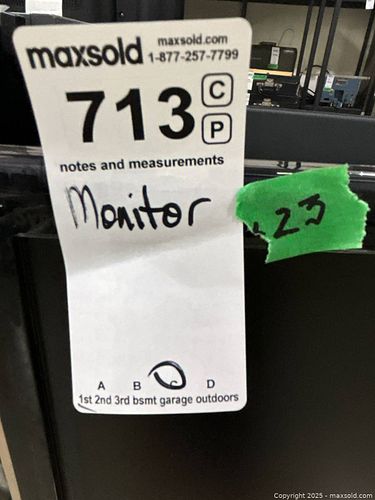 maxsold maxsold.com
1-877-257-7799
713 C
P
notes and measurements
Monitor
23
A B C D
1st 2nd 3rd bsmt garage outdoors
Copyright 2025 - maxsold.com